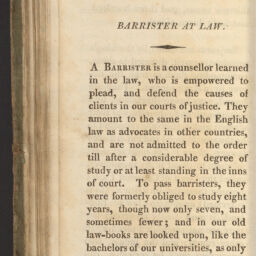 BARRISTER AT LAW.
A BARRISTER is a counsellor learned
in the law, who is empowered to
plead, and defend the causes of
clients in our courts of justice. They
amount to the same in the English
law as advocates in other countries,
and are not admitted to the order
till after a considerable degree of
study or at least standing in the inns
of court. To pass barristers, they
were formerly obliged to study eight
years, though now only seven, and
sometimes fewer; and in our old
law-books are looked upon, like the
bachelors of our universities, as only